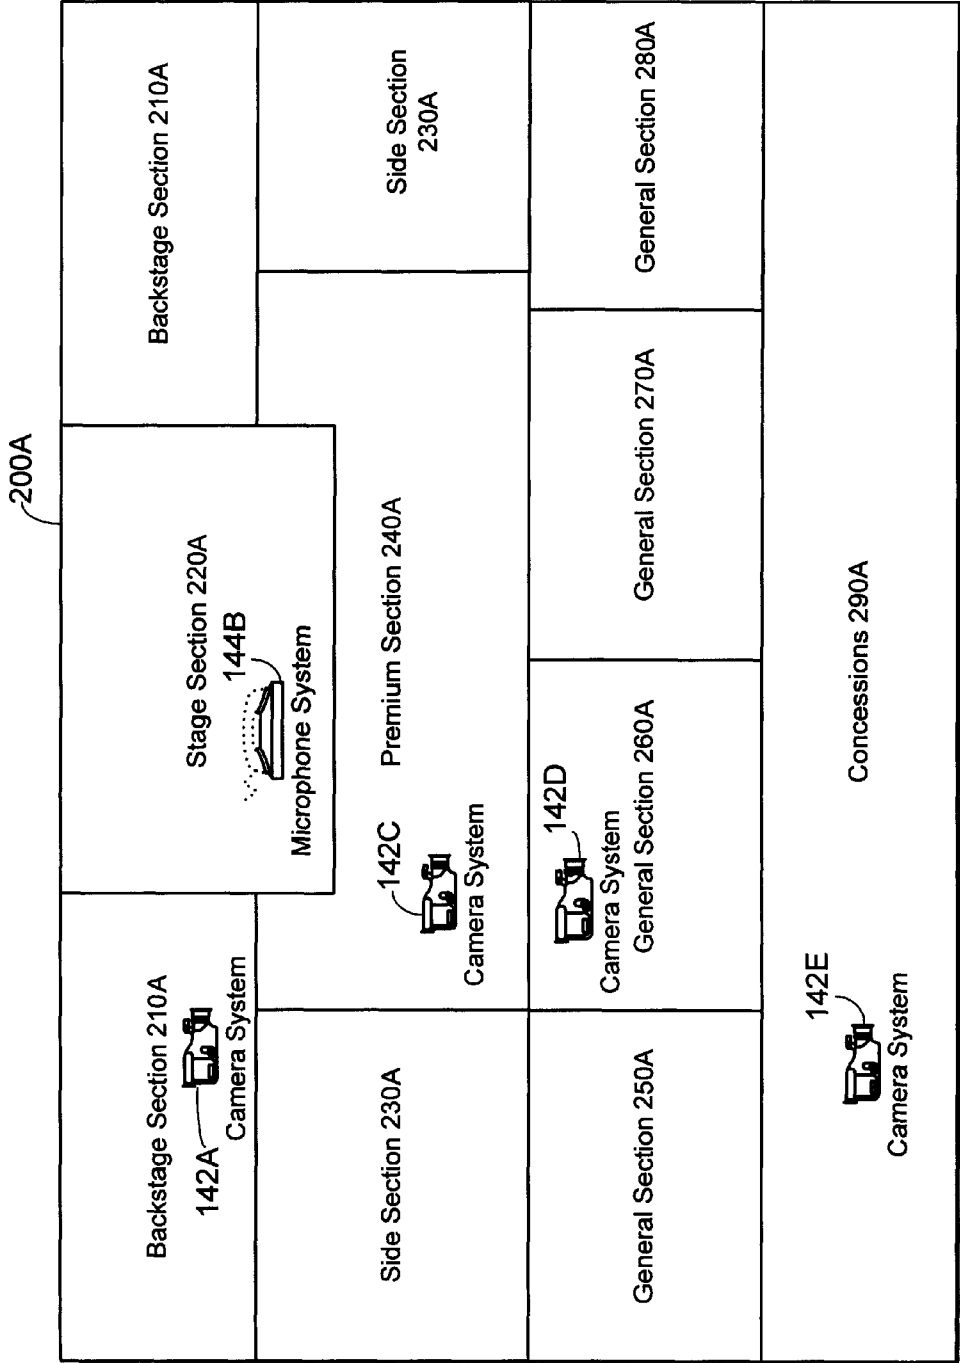 200A
Backstage Section 210A
142A
Camera System
Stage Section 220A
144B
Microphone System
Backstage Section 210A
Side Section 230A
Premium Section 240A
142C
Camera System
Side Section
230A
General Section 250A
142D
Camera System
General Section 260A
General Section 270A
General Section 280A
142E
Camera System
Concessions 290A